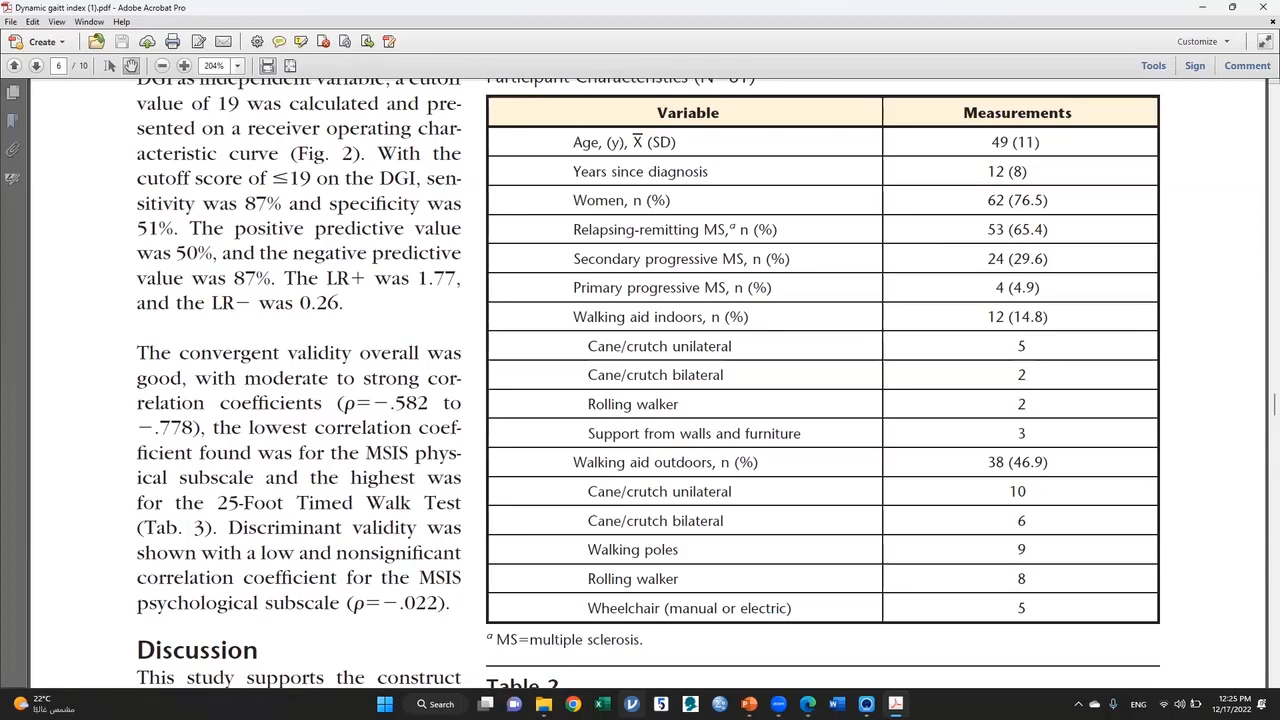 Dynamic gaitt index (1).pdf - Adobe Acrobat Pro
File Edit View Window Help
Create
Customize
6 / 10
204%
Tools Sign Comment
DGI as independent variable, a cutoff
value of 19 was calculated and pre-
sented on a receiver operating char-
acteristic curve (Fig. 2). With the
cutoff score of ≤19 on the DGI, sen-
sitivity was 87% and specificity was
51%. The positive predictive value
was 50%, and the negative predictive
value was 87%. The LR+ was 1.77,
and the LR− was 0.26.
The convergent validity overall was
good, with moderate to strong cor-
relation coefficients (ρ=−.582 to
−.778), the lowest correlation coef-
ficient found was for the MSIS phys-
ical subscale and the highest was
for the 25-Foot Timed Walk Test
(Tab. 3). Discriminant validity was
shown with a low and nonsignificant
correlation coefficient for the MSIS
psychological subscale (ρ=−.022).
Discussion
This study supports the construct
Participant Characteristics (N=81)
Variable Measurements
Age, (y), X̅ (SD) 49 (11)
Years since diagnosis 12 (8)
Women, n (%) 62 (76.5)
Relapsing-remitting MS,ᵃ n (%) 53 (65.4)
Secondary progressive MS, n (%) 24 (29.6)
Primary progressive MS, n (%) 4 (4.9)
Walking aid indoors, n (%) 12 (14.8)
Cane/crutch unilateral 5
Cane/crutch bilateral 2
Rolling walker 2
Support from walls and furniture 3
Walking aid outdoors, n (%) 38 (46.9)
Cane/crutch unilateral 10
Cane/crutch bilateral 6
Walking poles 9
Rolling walker 8
Wheelchair (manual or electric) 5
ᵃ MS=multiple sclerosis.
Table 2
22°C
مشمس غالبًا
Search
ENG
12:25 PM
12/17/2022